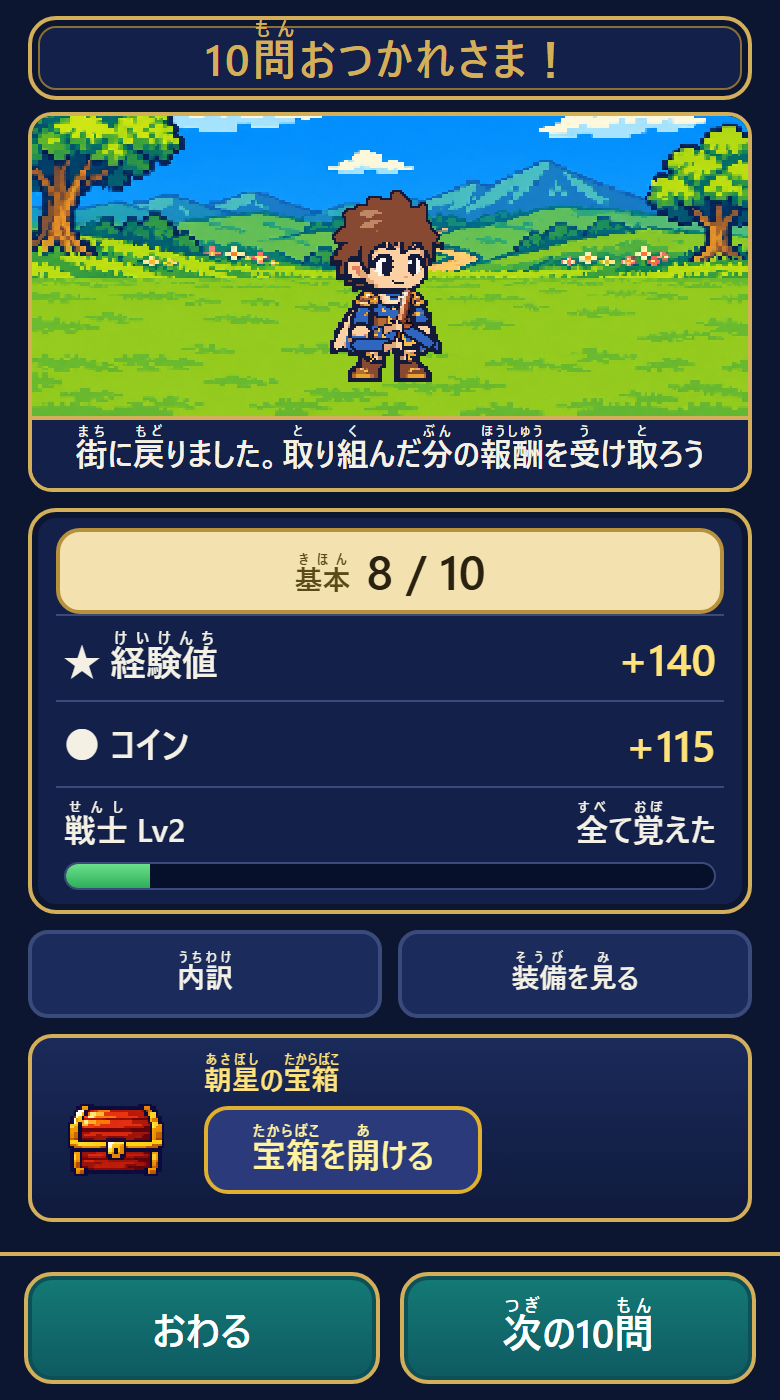 10問おつかれさま！
街に戻りました。取り組んだ分の報酬を受け取ろう
基本 8 / 10
★ 経験値 +140
● コイン +115
戦士 Lv2 全て覚えた
内訳 装備を見る
朝星の宝箱
宝箱を開ける
おわる 次の10問